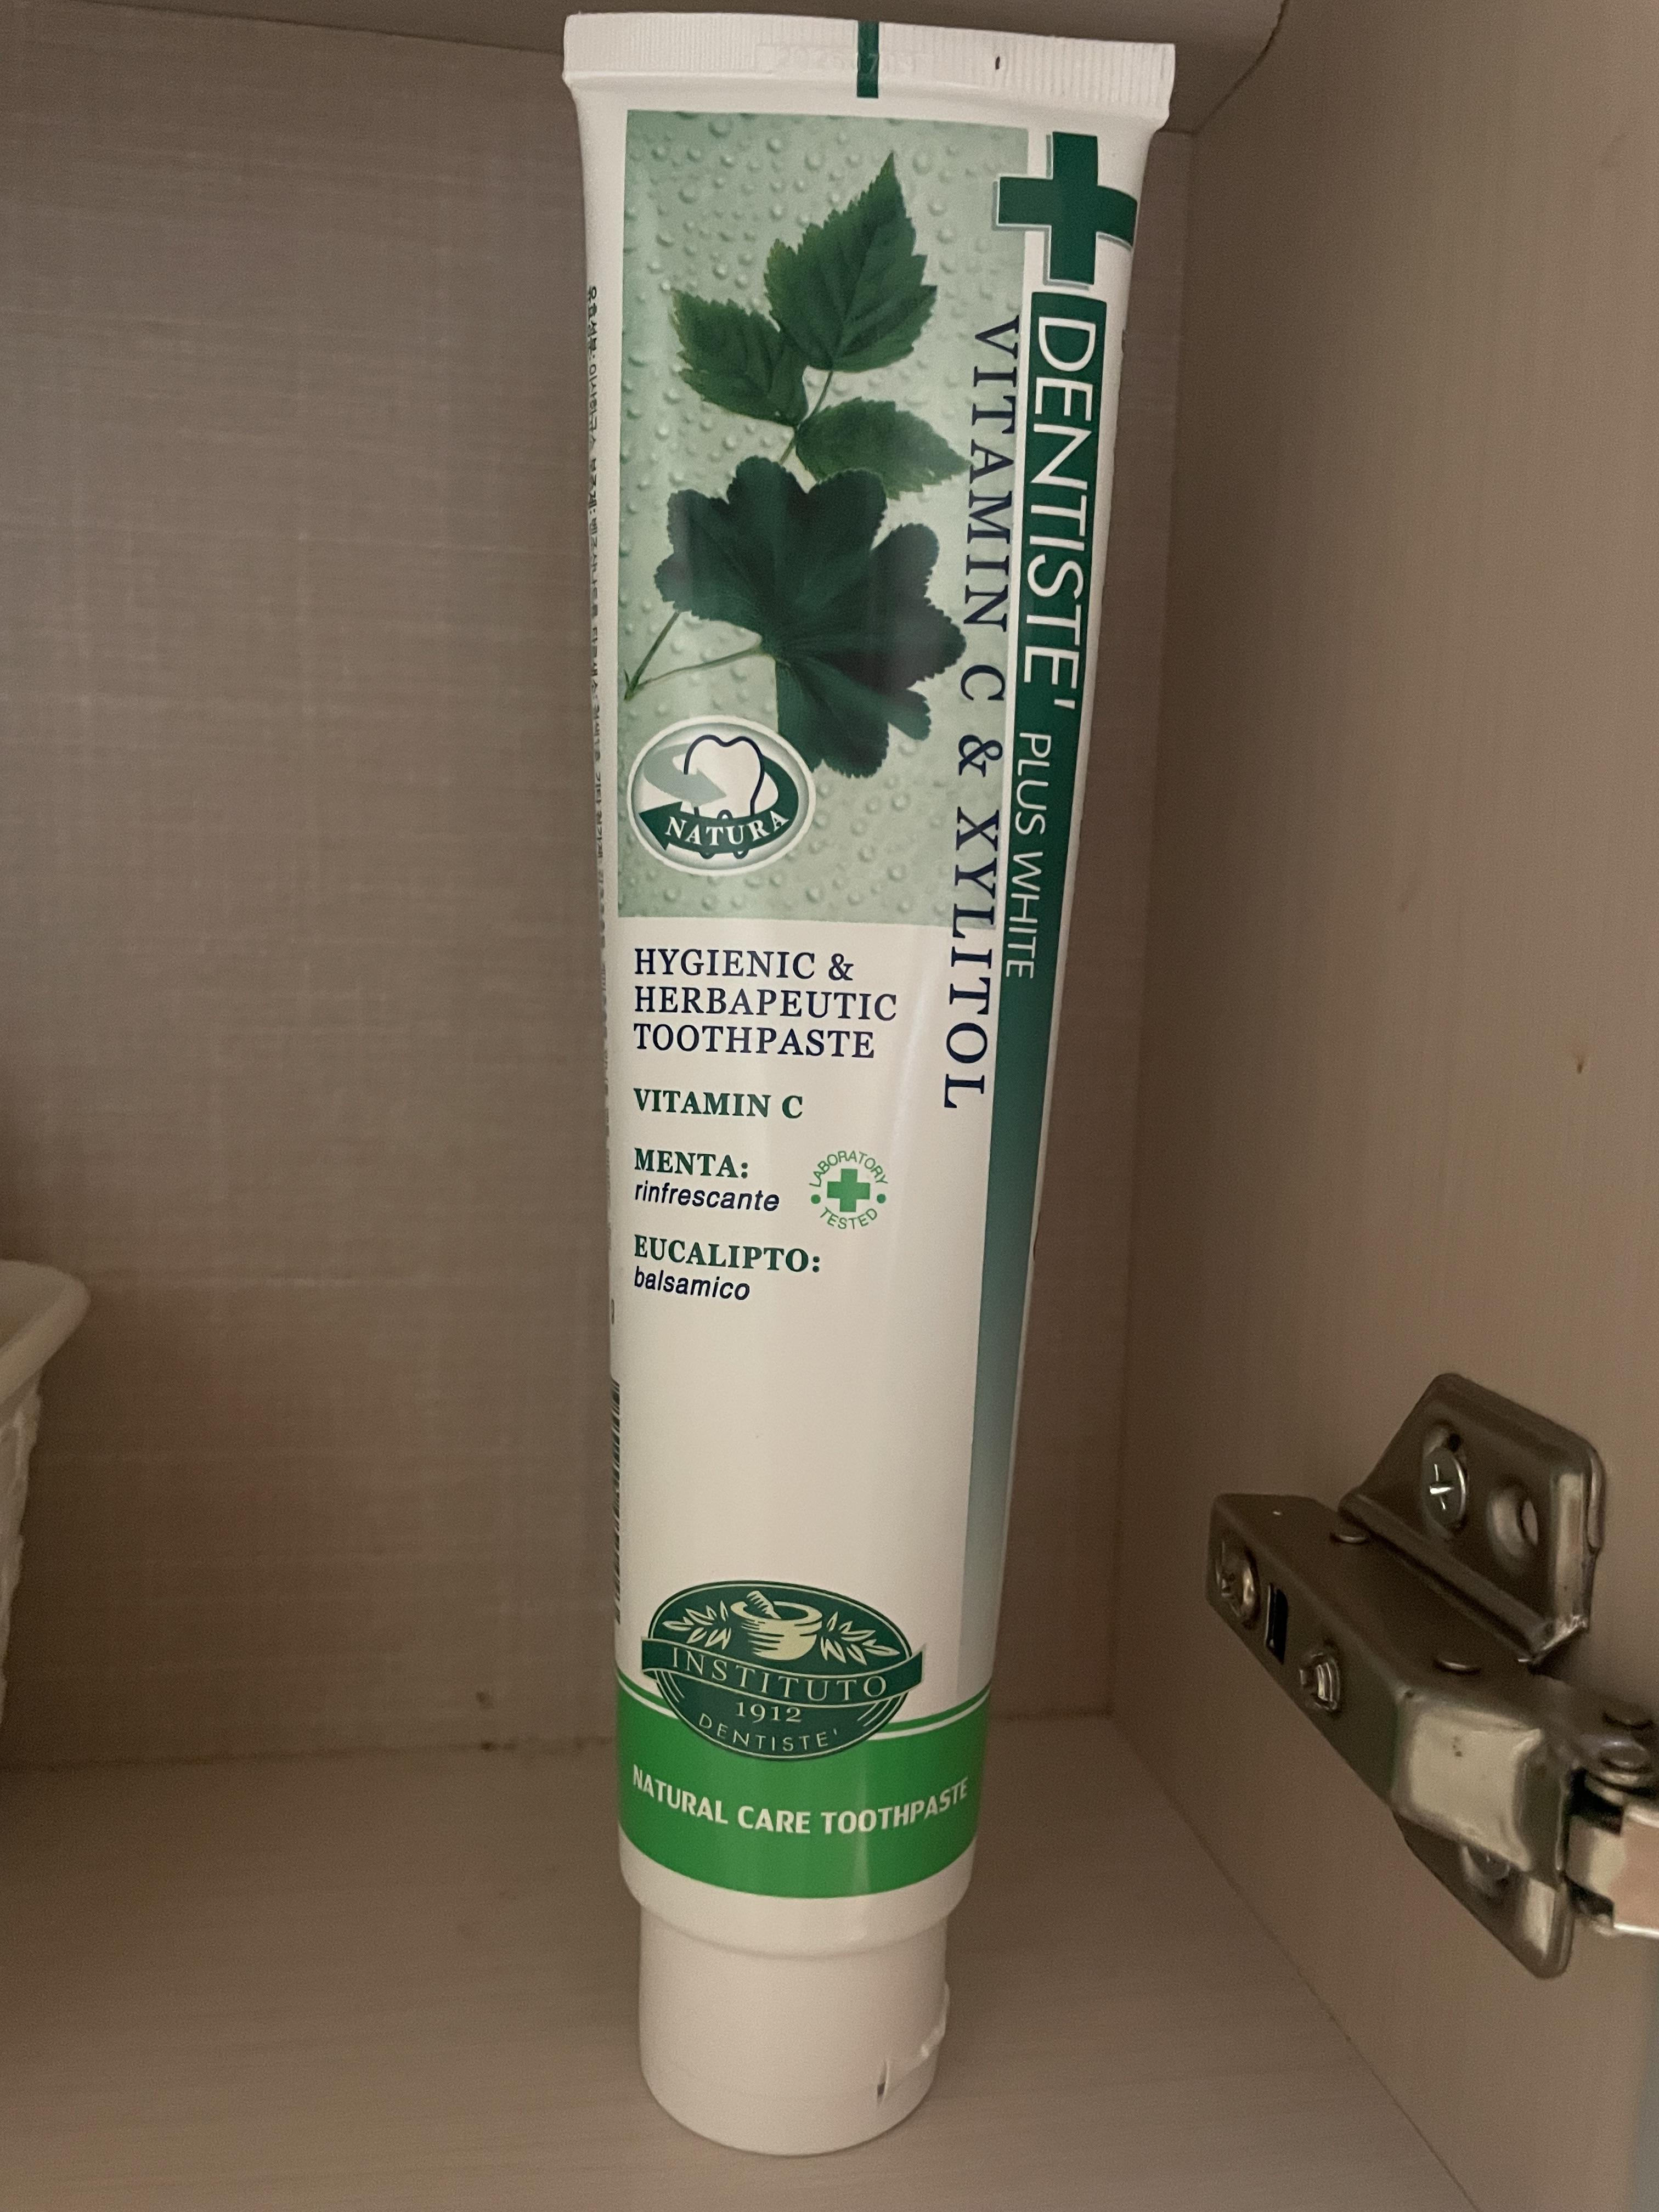 DENTISTE' PLUS WHITE
VITAMIN C & XYLITOL
NATURA
HYGIENIC &
HERBAPEUTIC
TOOTHPASTE
VITAMIN C
MENTA:
rinfrescante
LABORATORY
TESTED
EUCALIPTO:
balsamico
INSTITUTO
1912
DENTISTE'
NATURAL CARE TOOTHPASTE